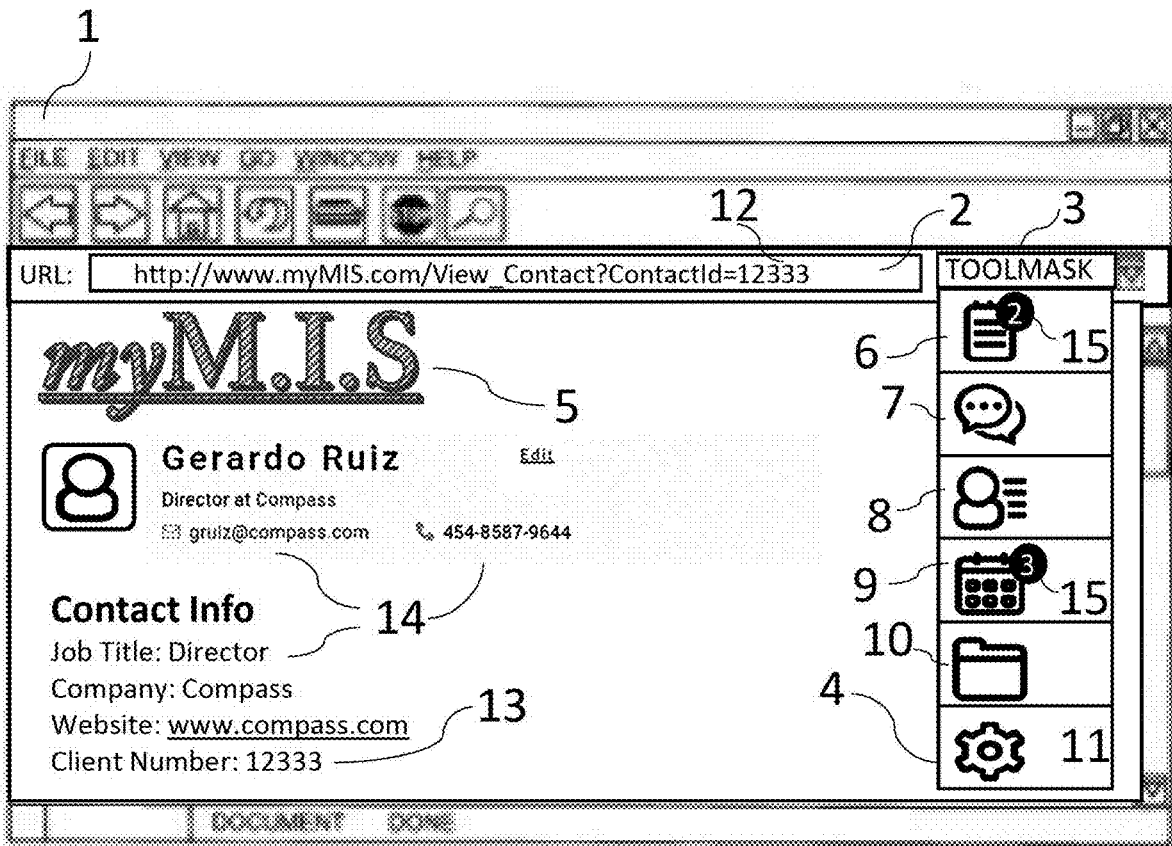 1
FILE EDIT VIEW GO WINDOW HELP
12 2 3
URL: http://www.myMIS.com/View_Contact?ContactId=12333 TOOLMASK
myM.I.S
5
6 2 15
7
Gerardo Ruiz Edit
Director at Compass
gruiz@compass.com 454-8587-9644
8
9 3 15
14
Contact Info
Job Title: Director
10
Company: Compass
4
Website: www.compass.com 13
Client Number: 12333
11
DOCUMENT DONE